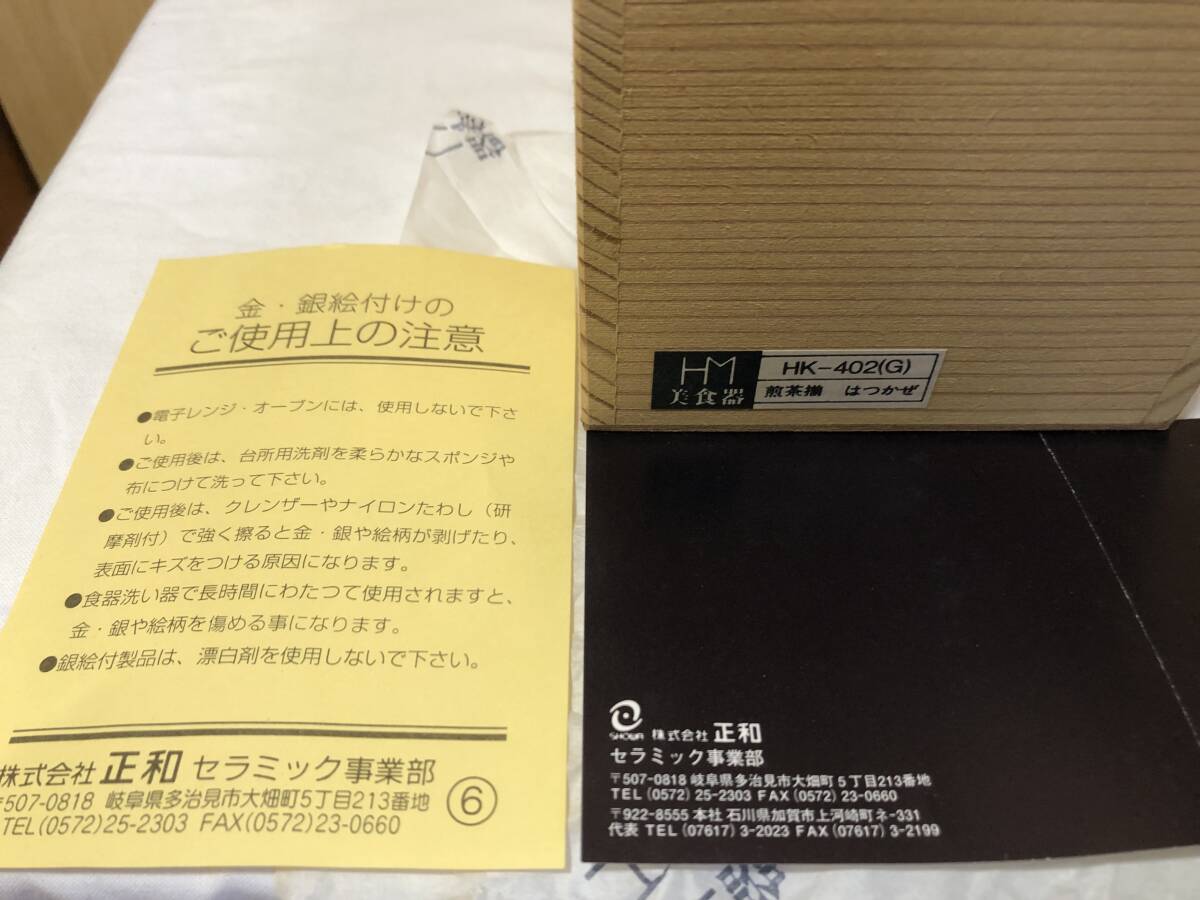 金・銀絵付けの
ご使用上の注意
●電子レンジ・オーブンには、使用しないで下さ
い。
●ご使用後は、台所用洗剤を柔らかなスポンジや
布につけて洗って下さい。
●ご使用後は、クレンザーやナイロンたわし（研
摩剤付）で強く擦ると金・銀や絵柄が剥げたり、
表面にキズをつける原因になります。
●食器洗い器で長時間にわたつて使用されますと、
金・銀や絵柄を傷める事になります。
●銀絵付製品は、漂白剤を使用しないで下さい。
株式会社 正和 セラミック事業部
〒507-0818 岐阜県多治見市大畑町5丁目213番地
TEL(0572)25-2303 FAX(0572)23-0660
⑥
HM
美食器
HK-402(G)
煎茶揃 はつかぜ
SHOWA 株式会社 正和
セラミック事業部
〒507-0818 岐阜県多治見市大畑町5丁目213番地
TEL (0572) 25-2303 FAX (0572) 23-0660
〒922-8555 本社 石川県加賀市上河崎町ネ-331
代表 TEL (07617) 3-2023 FAX (07617) 3-2199